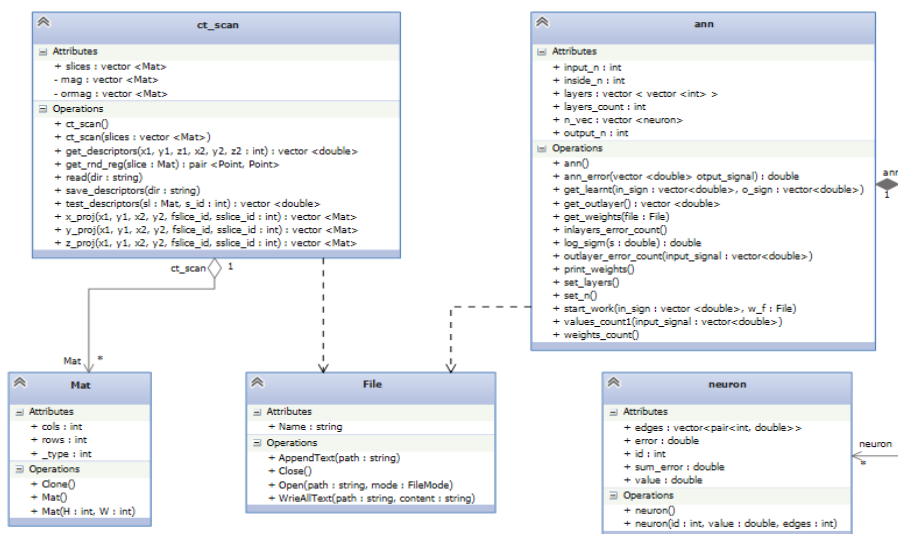 ct_scan
Attributes
+ slices : vector <Mat>
- mag : vector <Mat>
- ormag : vector <Mat>
Operations
+ ct_scan()
+ ct_scan(slices : vector <Mat>)
+ get_descriptors(x1, y1, z1, x2, y2, z2 : int) : vector <double>
+ get_rnd_reg(slice : Mat) : pair <Point, Point>
+ read(dir : string)
+ save_descriptors(dir : string)
+ test_descriptors(sl : Mat, s_id : int) : vector <double>
+ x_proj(x1, y1, x2, y2, fslice_id, sslice_id : int) : vector <Mat>
+ y_proj(x1, y1, x2, y2, fslice_id, sslice_id : int) : vector <Mat>
+ z_proj(x1, y1, x2, y2, fslice_id, sslice_id : int) : vector <Mat>
ann
Attributes
+ input_n : int
+ inside_n : int
+ layers : vector < vector <int> >
+ layers_count : int
+ n_vec : vector <neuron>
+ output_n : int
Operations
+ ann()
+ ann_error(vector <double> otput_signal) : double
+ get_learnt(in_sign : vector <double>, o_sign : vector<double>)
+ get_outlayer() : vector <double>
+ get_weights(file : File)
+ inlayers_error_count()
+ log_sigm(s : double) : double
+ outlayer_error_count(input_signal : vector<double>)
+ print_weights()
+ set_layers()
+ set_n()
+ start_work(in_sign : vector <double>, w_f : File)
+ values_count1(input_signal : vector<double>)
+ weights_count()
ann
1
ct_scan
1
Mat
*
Mat
Attributes
+ cols : int
+ rows : int
+ _type : int
Operations
+ Clone()
+ Mat()
+ Mat(H : int, W : int)
File
Attributes
+ Name : string
Operations
+ AppendText(path : string)
+ Close()
+ Open(path : string, mode : FileMode)
+ WrieAllText(path : string, content : string)
neuron
Attributes
+ edges : vector<pair<int, double>>
+ error : double
+ id : int
+ sum_error : double
+ value : double
Operations
+ neuron()
+ neuron(id : int, value : double, edges : int)
neuron
*